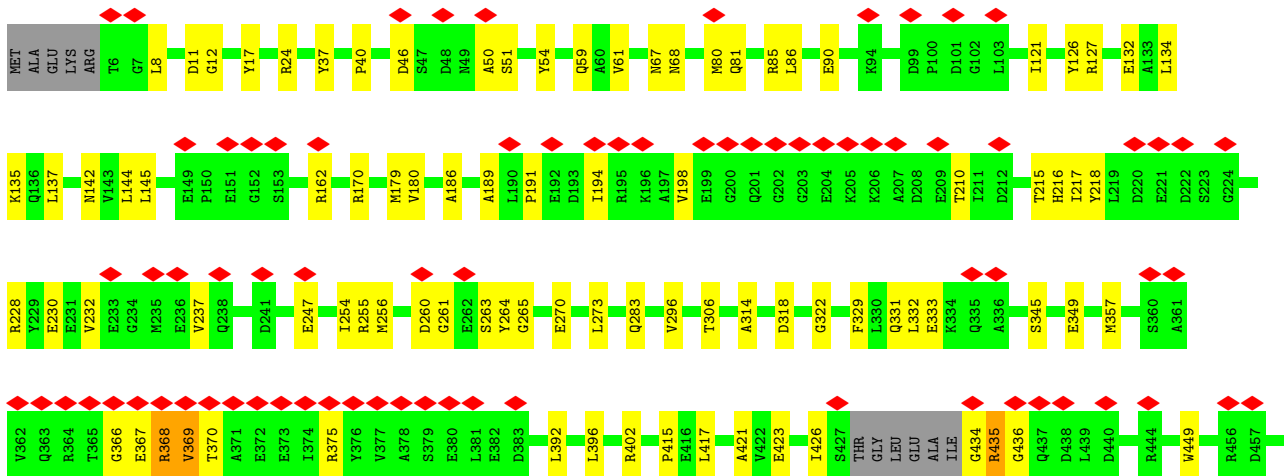 MET ALA GLU LYS ARG T6 G7 L8 D11 G12 Y17 R24 Y37 P40 D46 S47 D48 N49 A50 S51 Y54 Q59 A60 V61 N67 N68 M80 Q81 R85 L86 E90 K94 D99 P100 D101 G102 L103 I121 Y126 R127 E132 A133 L134
K135 Q136 L137 N142 V143 L144 L145 E149 P150 E151 G152 S153 R162 R170 M179 V180 A186 A189 L190 P191 E192 D193 I194 R195 K196 A197 V198 E199 G200 Q201 G202 G203 E204 K205 K206 A207 D208 E209 T210 I211 D212 T215 H216 I217 Y218 L219 D220 E221 D222 S223 G224
R228 Y229 E230 E231 V232 E233 G234 M235 E236 V237 Q238 D241 E247 I254 R255 M256 D260 G261 E262 S263 Y264 G265 E270 L273 Q283 V296 T306 A314 D318 G322 F329 L330 Q331 L332 E333 K334 Q335 A336 S345 E349 M357 S360 A361
V362 Q363 R364 T365 G366 E367 R368 V369 T370 A371 E372 E373 I374 R375 Y376 V377 A378 S379 E380 L381 E382 D383 L392 L396 R402 P415 E416 L417 A421 V422 E423 I426 S427 THR GLY LEU GLU ALA ILE G434 R435 G436 Q437 D438 L439 D440 R444 W449 R456 D457